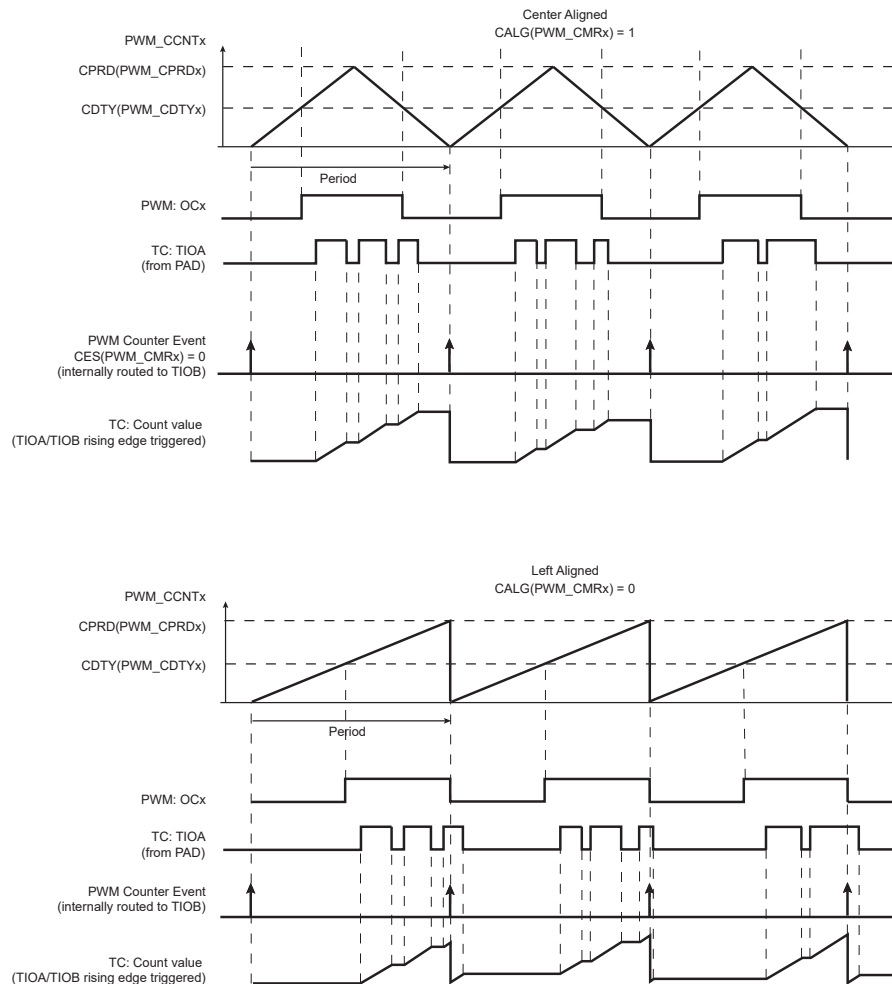 Center Aligned
CALG(PWM_CMRx) = 1
PWM_CCNTx
CPRD(PWM_CPRDx)
CDTY(PWM_CDTYx)
Period
PWM: OCx
TC: TIOA
(from PAD)
PWM Counter Event
CES(PWM_CMRx) = 0
(internally routed to TIOB)
TC: Count value
(TIOA/TIOB rising edge triggered)
Left Aligned
CALG(PWM_CMRx) = 0
PWM_CCNTx
CPRD(PWM_CPRDx)
CDTY(PWM_CDTYx)
Period
PWM: OCx
TC: TIOA
(from PAD)
PWM Counter Event
(internally routed to TIOB)
TC: Count value
(TIOA/TIOB rising edge triggered)